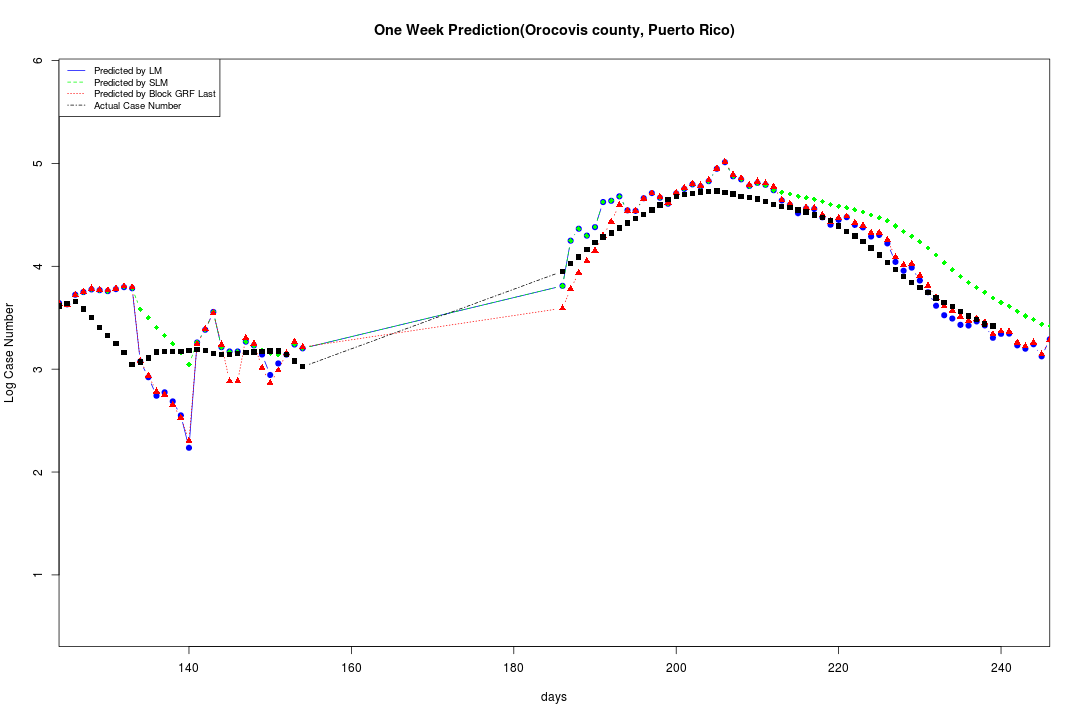 One Week Prediction(Orocovis county, Puerto Rico)
Predicted by LM
Predicted by SLM
Predicted by Block GRF Last
Actual Case Number
Log Case Number
6
5
4
3
2
1
140 160 180 200 220 240
days